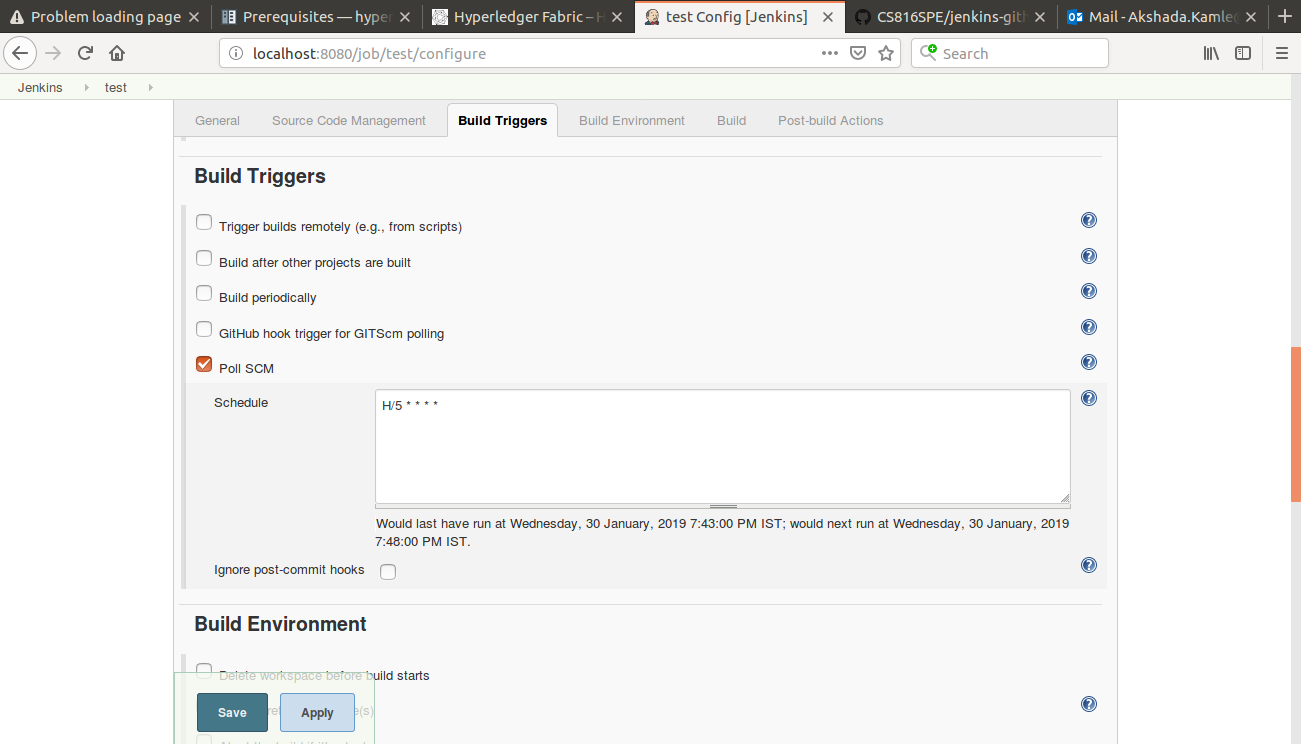 Problem loading page
Prerequisites — hyper
Hyperledger Fabric – H
test Config [Jenkins]
CS816SPE/jenkins-gith
Mail - Akshada.Kamle@
localhost:8080/job/test/configure
Search
Jenkins
test
General
Source Code Management
Build Triggers
Build Environment
Build
Post-build Actions
Build Triggers
Trigger builds remotely (e.g., from scripts)
Build after other projects are built
Build periodically
GitHub hook trigger for GITScm polling
Poll SCM
Schedule
H/5 * * * *
Would last have run at Wednesday, 30 January, 2019 7:43:00 PM IST; would next run at Wednesday, 30 January, 2019
7:48:00 PM IST.
Ignore post-commit hooks
Build Environment
Delete workspace before build starts
Save
Apply